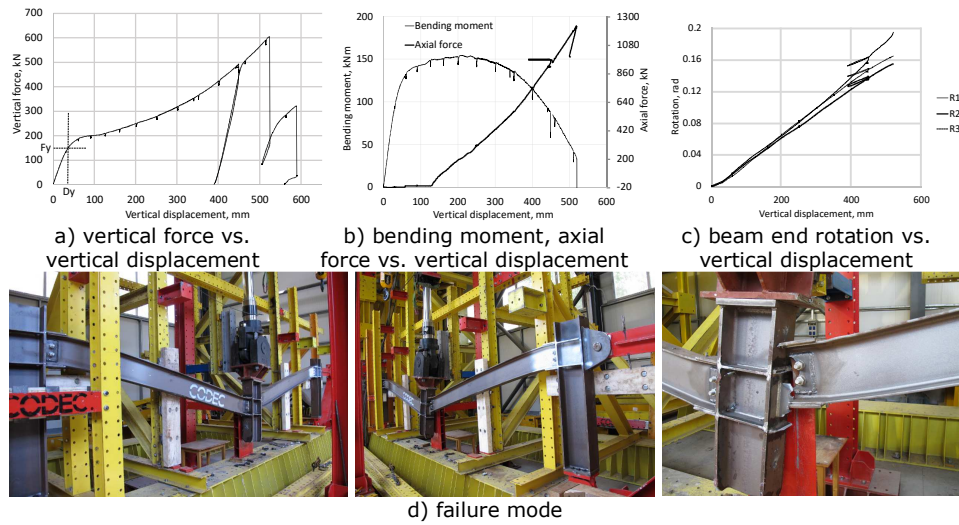 700
600
500
400
300
200
100
0
Vertical force, kN
Fy
Dy
0 100 200 300 400 500 600
Vertical displacement, mm
a) vertical force vs.
vertical displacement
200
150
100
50
0
Bending moment, kNm
Bending moment
Axial force
1300
1080
860
640
420
200
-20
Axial force, kN
0 100 200 300 400 500 600
Vertical displacement, mm
b) bending moment, axial
force vs. vertical displacement
0.2
0.16
0.12
0.08
0.04
0
Rotation, rad
R1
R2
R3
0 200 400 600
Vertical displacement, mm
c) beam end rotation vs.
vertical displacement
CODEC
CODEC
CODEC
d) failure mode